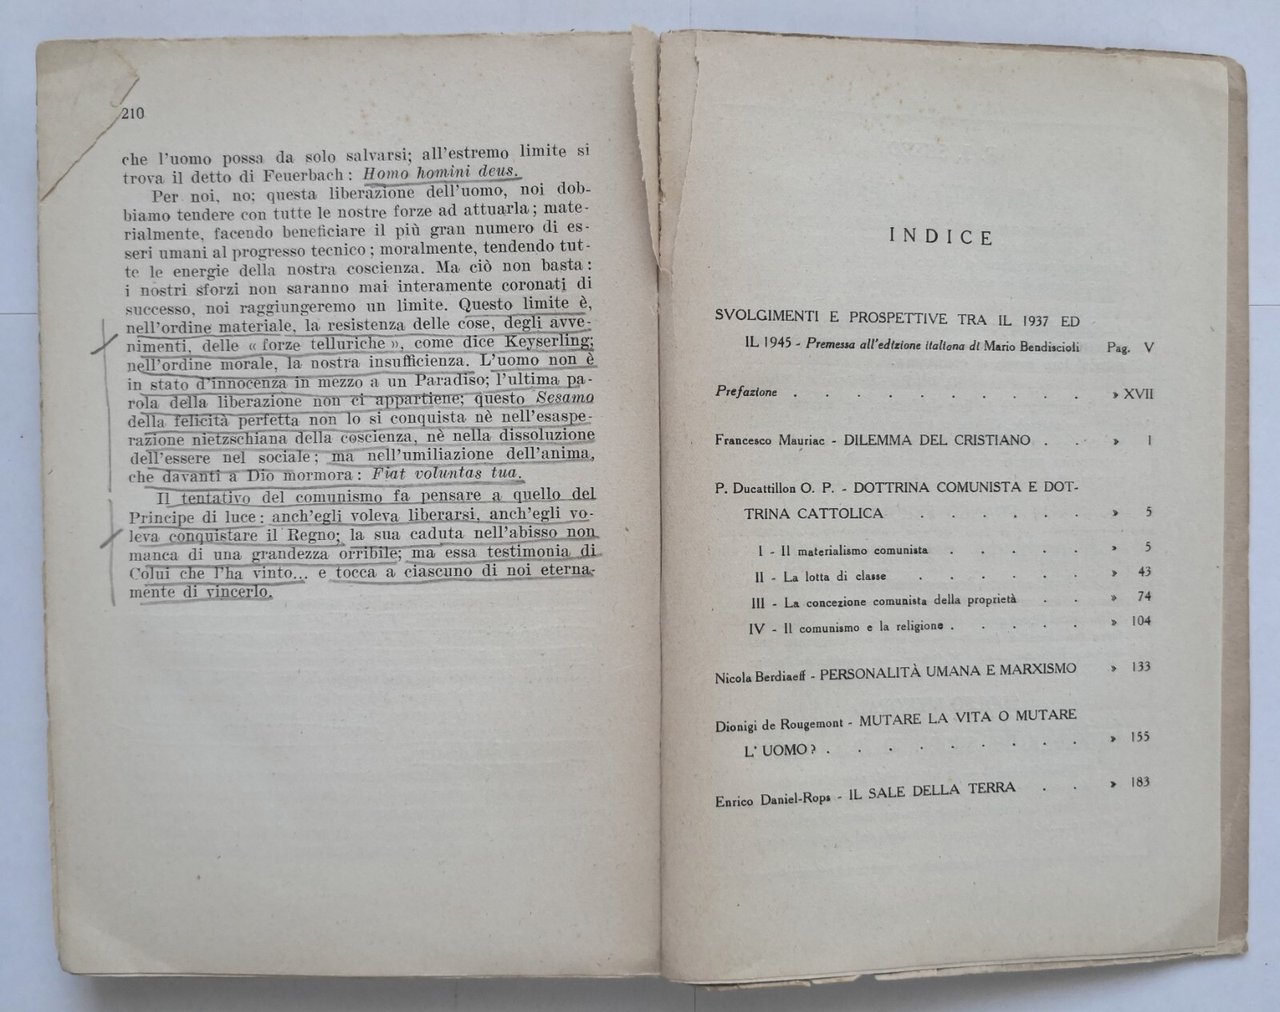 210
che l'uomo possa da solo salvarsi; all'estremo limite si
trova il detto di Feuerbach: Homo homini deus.
Per noi, no; questa liberazione dell'uomo, noi dob-
biamo tendere con tutte le nostre forze ad attuarla; mate-
rialmente, facendo beneficiare il più gran numero di es-
seri umani al progresso tecnico; moralmente, tendendo tut-
te le energie della nostra coscienza. Ma ciò non basta:
i nostri sforzi non saranno mai interamente coronati di
successo, noi raggiungeremo un limite. Questo limite è,
nell'ordine materiale, la resistenza delle cose, degli avve-
nimenti, delle « forze telluriche », come dice Keyserling;
nell'ordine morale, la nostra insufficienza. L'uomo non è
in stato d'innocenza in mezzo a un Paradiso; l'ultima pa-
rola della liberazione non ci appartiene; questo Sesamo
della felicità perfetta non lo si conquista nè nell'esaspe-
razione nietzschiana della coscienza, nè nella dissoluzione
dell'essere nel sociale; ma nell'umiliazione dell'anima,
che davanti a Dio mormora: Fiat voluntas tua.
Il tentativo del comunismo fa pensare a quello del
Principe di luce: anch'egli voleva liberarsi, anch'egli vo-
leva conquistare il Regno; la sua caduta nell'abisso non
manca di una grandezza orribile; ma essa testimonia di
Colui che l'ha vinto... e tocca a ciascuno di noi eterna-
mente di vincerlo.
INDICE
SVOLGIMENTI E PROSPETTIVE TRA IL 1937 ED
IL 1945 - Premessa all'edizione italiana di Mario Bendiscioli Pag. V
Prefazione . . . . . . . . . . » XVII
Francesco Mauriac - DILEMMA DEL CRISTIANO . . » 1
P. Ducattillon O. P. - DOTTRINA COMUNISTA E DOT-
TRINA CATTOLICA . . . . . . » 5
I - Il materialismo comunista . . . . . » 5
II - La lotta di classe . . . . . . » 43
III - La concezione comunista della proprietà . . » 74
IV - Il comunismo e la religione . . . . . » 104
Nicola Berdiaeff - PERSONALITÀ UMANA E MARXISMO » 133
Dionigi de Rougemont - MUTARE LA VITA O MUTARE
L'UOMO? . . . . . . . . . » 155
Enrico Daniel-Rops - IL SALE DELLA TERRA . . » 183